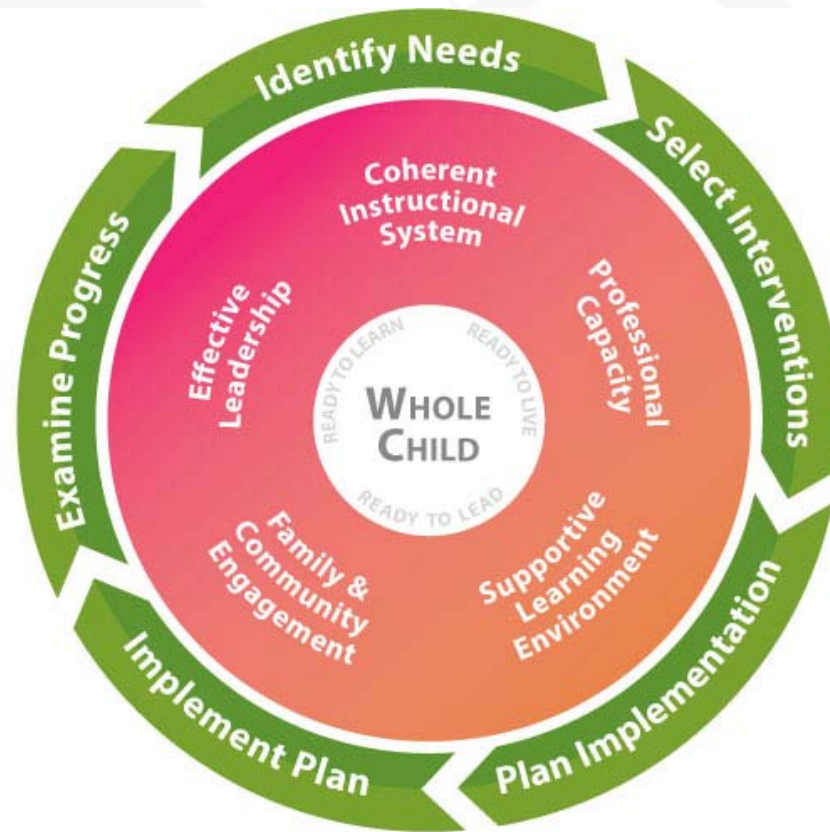 Identify Needs
Select Interventions
Plan Implementation
Implement Plan
Examine Progress
Coherent
Instructional
System
Professional
Capacity
Supportive
Learning
Environment
Family &
Community
Engagement
Effective
Leadership
READY TO LEARN
READY TO LIVE
READY TO LEAD
WHOLE
CHILD